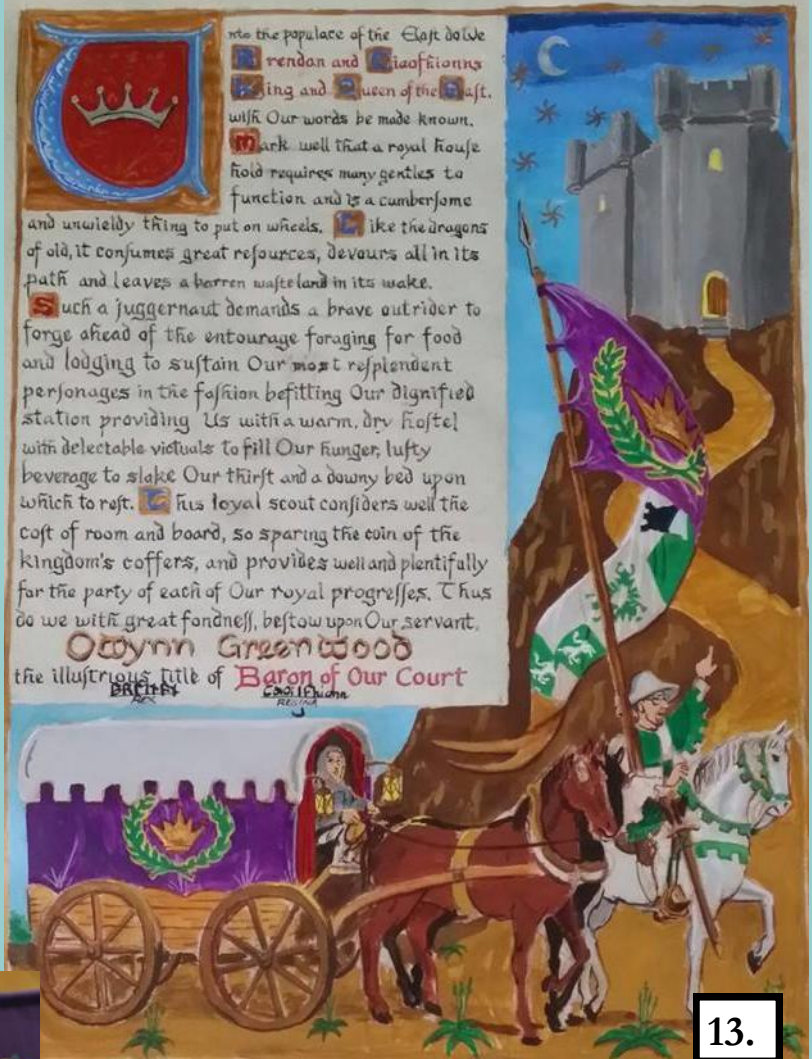 Unto the populace of the Eaſt do We
Brendan and
King and Queen of the Eaſt.
wiſh Our words be made known.
Mark well that a royal houſe
hold requires many gentles to
function and is a cumberſome
and unwieldy thing to put on wheels. Like the dragons
of old, it conſumes great reſources, devours all in its
path and leaves a barren waſteland in its wake.
Such a juggernaut demands a brave outrider to
forge ahead of the entourage foraging for food
and lodging to suſtain Our moſt reſplendent
perſonages in the faſhion befitting Our dignified
station providing Us with a warm, dry hoſtel
with delectable victuals to fill Our hunger, luſty
beverage to slake Our thirſt and a downy bed upon
which to reſt. This loyal scout conſiders well the
coſt of room and board, so sparing the coin of the
kingdom's coffers, and provides well and plentifully
for the party of each of Our royal progreſſes. Thus
do we with great fondneſſ, beſtow upon Our servant,
Owynn Greenwood
the illuſtrious title of Baron of Our Court
Rex Regina
13.